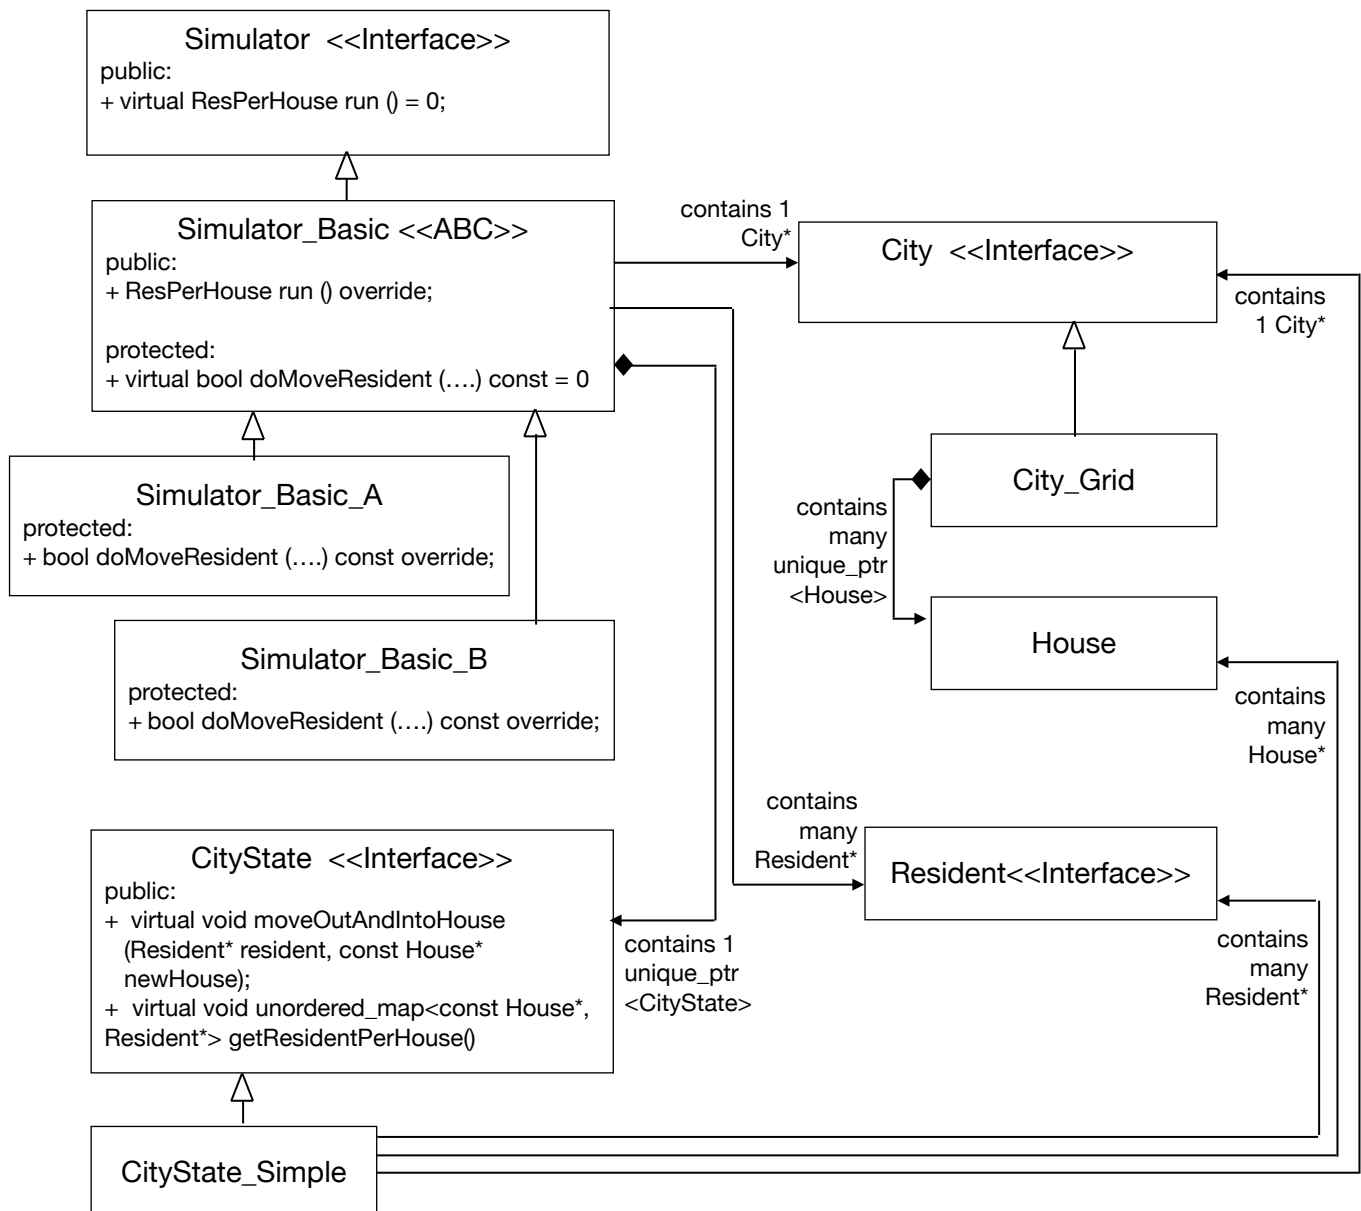 Simulator <<Interface>>
public:
+ virtual ResPerHouse run () = 0;
Simulator_Basic <<ABC>>
public:
+ ResPerHouse run () override;
protected:
+ virtual bool doMoveResident (….) const = 0
contains 1
City*
City <<Interface>>
contains
1 City*
Simulator_Basic_A
protected:
+ bool doMoveResident (….) const override;
City_Grid
contains
many
unique_ptr
<House>
Simulator_Basic_B
protected:
+ bool doMoveResident (….) const override;
House
contains
many
House*
contains
many
Resident*
Resident<<Interface>>
CityState <<Interface>>
public:
+ virtual void moveOutAndIntoHouse
(Resident* resident, const House*
newHouse);
+ virtual void unordered_map<const House*,
Resident*> getResidentPerHouse()
contains 1
unique_ptr
<CityState>
contains
many
Resident*
CityState_Simple